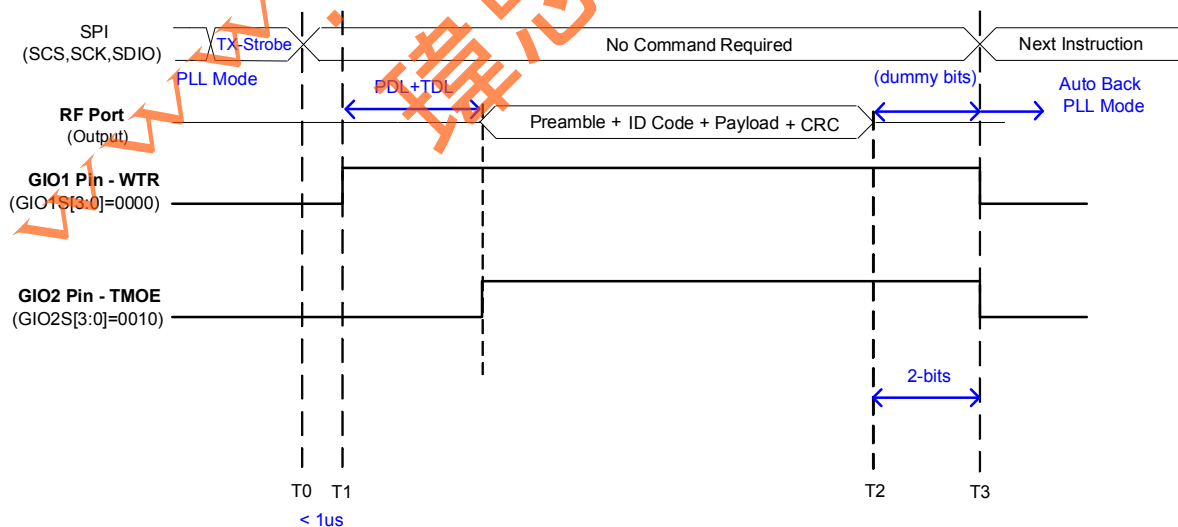 SPI
(SCS,SCK,SDIO)
TX-Strobe
No Command Required
Next Instruction
PLL Mode
PDL+TDL
(dummy bits)
Auto Back
PLL Mode
RF Port
(Output)
Preamble + ID Code + Payload + CRC
GIO1 Pin - WTR
(GIO1S[3:0]=0000)
GIO2 Pin - TMOE
(GIO2S[3:0]=0010)
2-bits
T0 T1 T2 T3
< 1us
www.
瑋